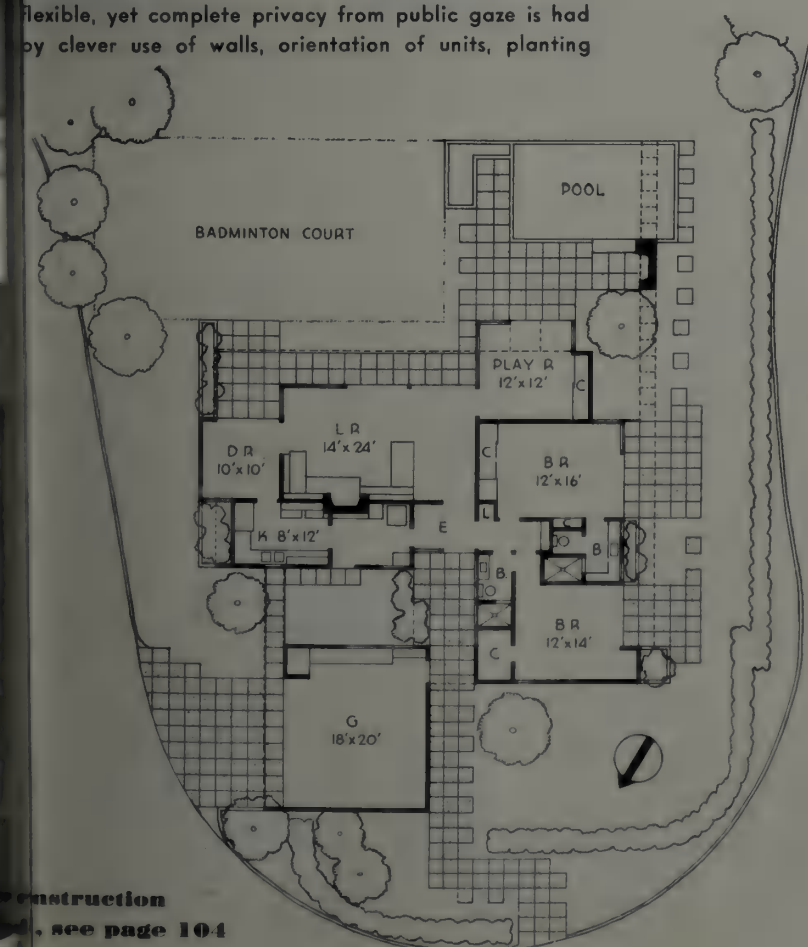 flexible, yet complete privacy from public gaze is had
by clever use of walls, orientation of units, planting
POOL
BADMINTON COURT
PLAY R
12'x12'
C
L R
14'x24'
D R
10'x10'
C
B R
12'x16'
L
E
K 8'x12'
C
B
B
B R
12'x14'
C
G
18'x20'
construction
, see page 104